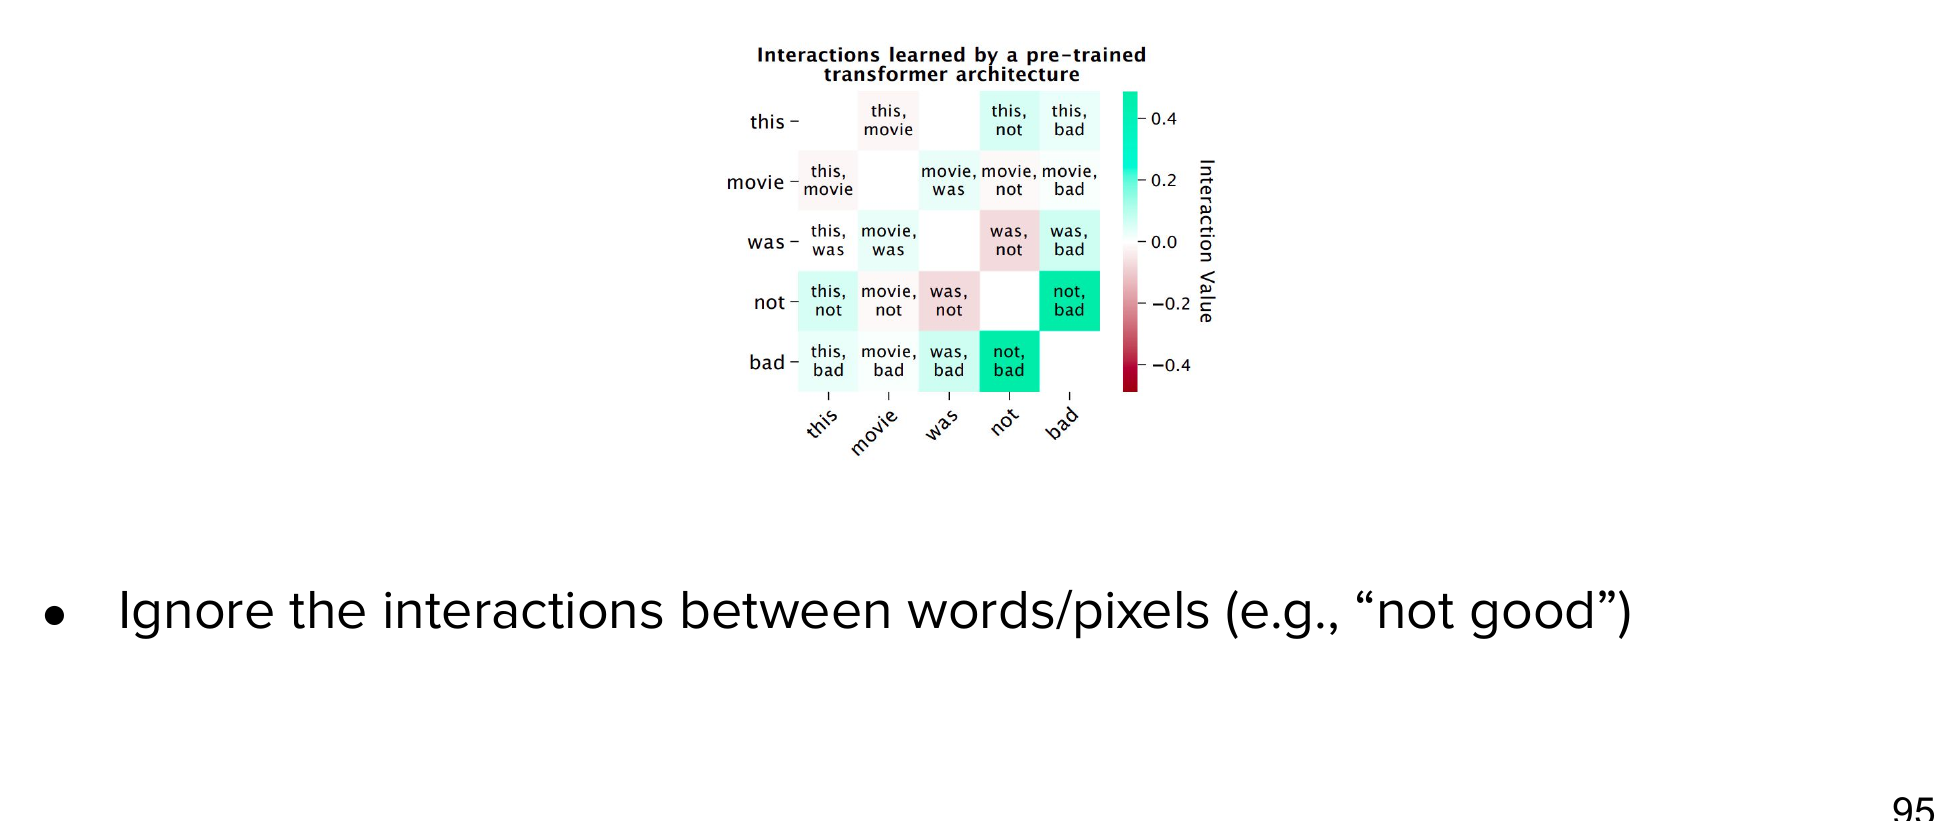 Interactions learned by a pre-trained
transformer architecture
this
this,
movie
this,
not
this,
bad
movie
this,
movie
movie,
was
movie,
not
movie,
bad
was
this,
was
movie,
was
was,
not
was,
bad
not
this,
not
movie,
not
was,
not
not,
bad
bad
this,
bad
movie,
bad
was,
bad
not,
bad
this
movie
was
not
bad
0.4
0.2
0.0
−0.2
−0.4
Interaction Value
● Ignore the interactions between words/pixels (e.g., “not good”)
95